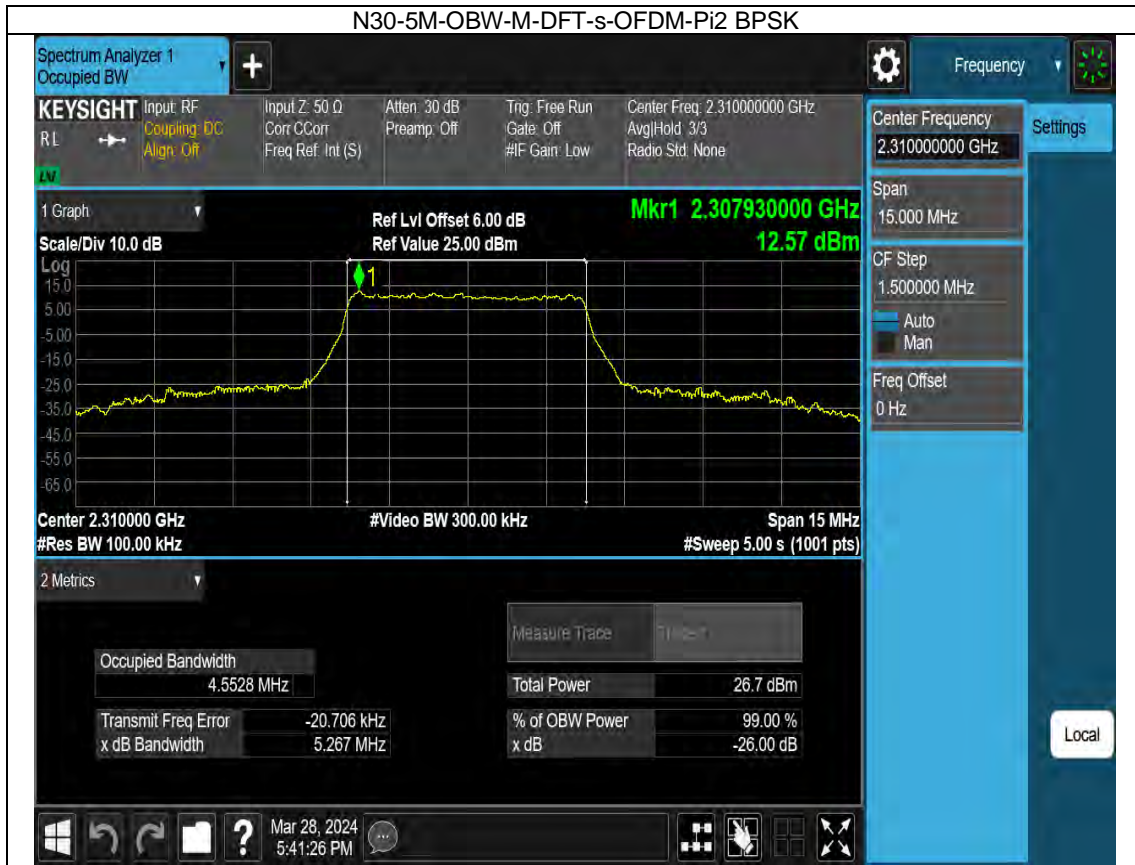 N30-5M-OBW-M-DFT-s-OFDM-Pi2 BPSK
Spectrum Analyzer 1
Occupied BW
+
Frequency
KEYSIGHT
RL
Input: RF
Coupling: DC
Align: Off
Input Z: 50 Ω
Corr CCorr
Freq Ref: Int (S)
Atten: 30 dB
Preamp: Off
Trig: Free Run
Gate: Off
#IF Gain: Low
Center Freq: 2.310000000 GHz
Avg|Hold: 3/3
Radio Std: None
Center Frequency
2.310000000 GHz
Settings
Span
15.000 MHz
CF Step
1.500000 MHz
Auto
Man
Freq Offset
0 Hz
Local
1 Graph
Scale/Div 10.0 dB
Ref Lvl Offset 6.00 dB
Ref Value 25.00 dBm
Mkr1 2.307930000 GHz
12.57 dBm
Log
1
15.0
5.00
-5.00
-15.0
-25.0
-35.0
-45.0
-55.0
-65.0
Center 2.310000 GHz
#Video BW 300.00 kHz
Span 15 MHz
#Res BW 100.00 kHz
#Sweep 5.00 s (1001 pts)
2 Metrics
Measure Trace
Occupied Bandwidth
4.5528 MHz
Total Power 26.7 dBm
Transmit Freq Error -20.706 kHz
% of OBW Power 99.00 %
x dB Bandwidth 5.267 MHz
x dB -26.00 dB
?
Mar 28, 2024
5:41:26 PM